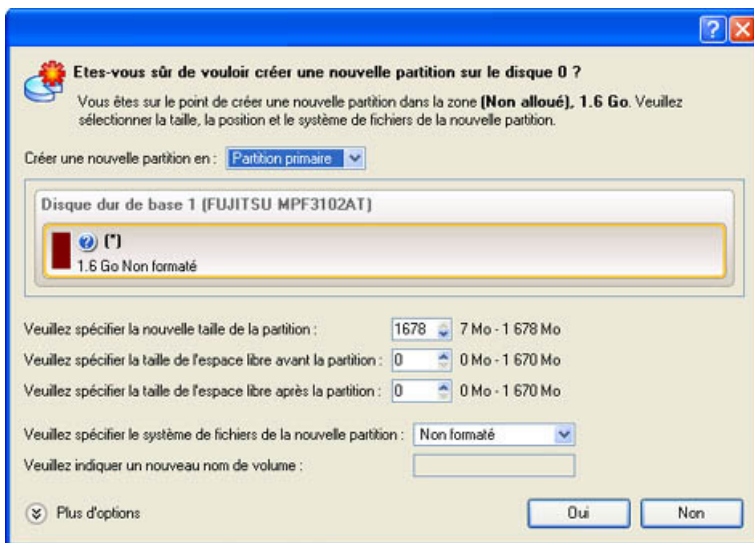 Etes-vous sûr de vouloir créer une nouvelle partition sur le disque 0 ?
Vous êtes sur le point de créer une nouvelle partition dans la zone (Non alloué), 1.6 Go. Veuillez
sélectionner la taille, la position et le système de fichiers de la nouvelle partition.
Créer une nouvelle partition en : Partition primaire
Disque dur de base 1 (FUJITSU MPF3102AT)
(*)
1.6 Go Non formaté
Veuillez spécifier la nouvelle taille de la partition : 1678 7 Mo - 1 678 Mo
Veuillez spécifier la taille de l'espace libre avant la partition : 0 0 Mo - 1 670 Mo
Veuillez spécifier la taille de l'espace libre après la partition : 0 0 Mo - 1 670 Mo
Veuillez spécifier le système de fichiers de la nouvelle partition : Non formaté
Veuillez indiquer un nouveau nom de volume :
Plus d'options Oui Non